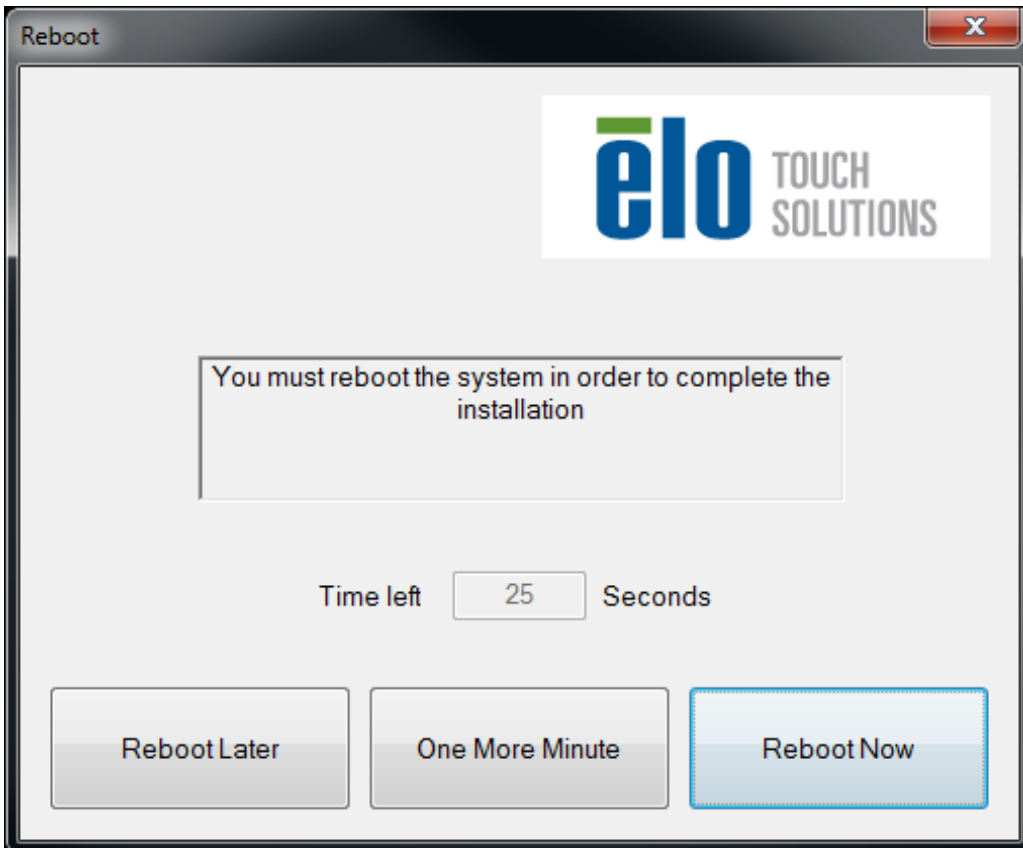 Reboot
ēlo TOUCH
SOLUTIONS
You must reboot the system in order to complete the
installation
Time left 25 Seconds
Reboot Later One More Minute Reboot Now